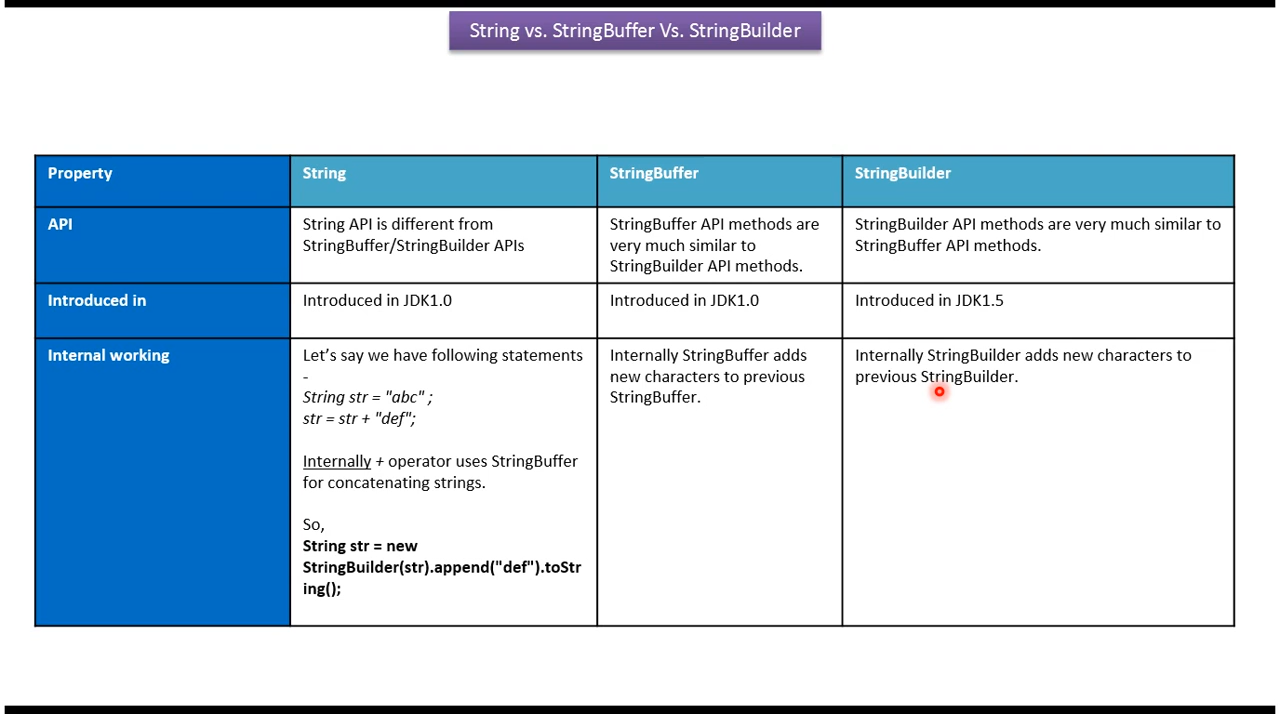 String vs. StringBuffer Vs. StringBuilder
Property
String
StringBuffer
StringBuilder
API
String API is different from
StringBuffer/StringBuilder APIs
StringBuffer API methods are
very much similar to
StringBuilder API methods.
StringBuilder API methods are very much similar to
StringBuffer API methods.
Introduced in
Introduced in JDK1.0
Introduced in JDK1.0
Introduced in JDK1.5
Internal working
Let’s say we have following statements
-
String str = "abc" ;
str = str + "def";
Internally + operator uses StringBuffer
for concatenating strings.
So,
String str = new
StringBuilder(str).append("def").toStr
ing();
Internally StringBuffer adds
new characters to previous
StringBuffer.
Internally StringBuilder adds new characters to
previous StringBuilder.